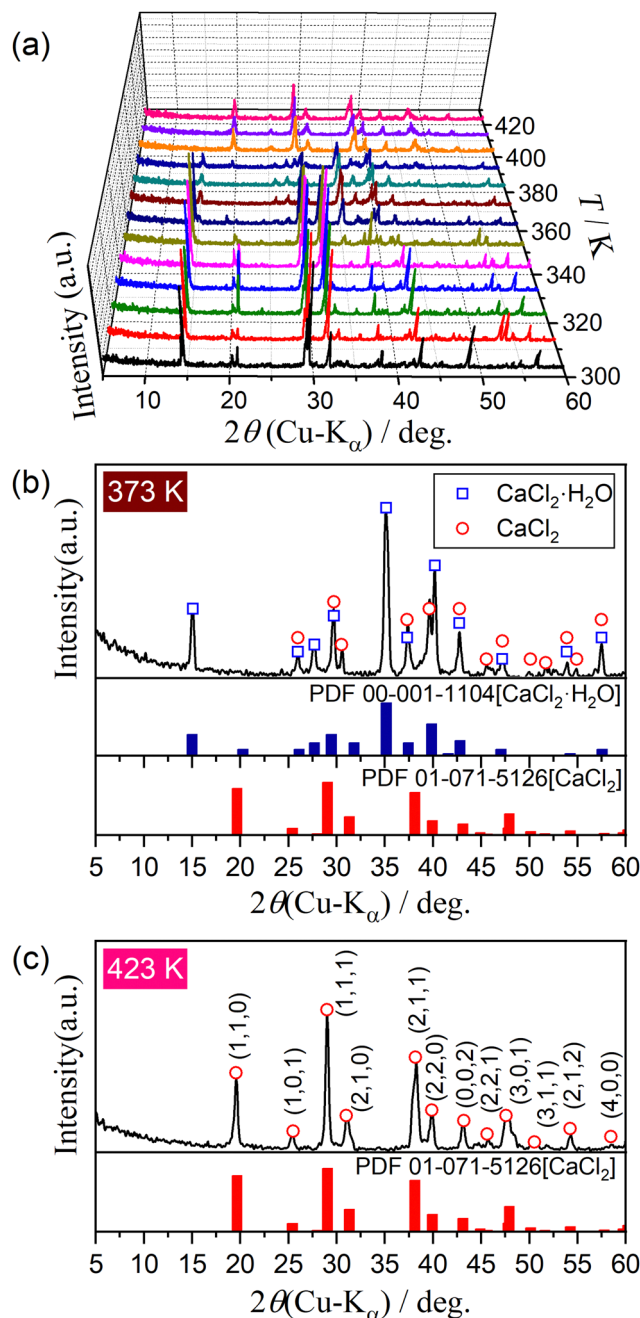 (a)
Intensity (a.u.)
10 15 20 25 30 35 40 45 50 55 60
2θ (Cu-Kα) / deg.
420
400
380
360
340
320
300
T / K
(b)
373 K
CaCl2·H2O
CaCl2
Intensity(a.u.)
PDF 00-001-1104[CaCl2·H2O]
PDF 01-071-5126[CaCl2]
5 10 15 20 25 30 35 40 45 50 55 60
2θ(Cu-Kα) / deg.
(c)
423 K
Intensity(a.u.)
(1,1,0)
(1,0,1)
(1,1,1)
(2,1,0)
(2,1,1)
(2,2,0)
(0,0,2)
(2,2,1)
(3,0,1)
(3,1,1)
(2,1,2)
(4,0,0)
PDF 01-071-5126[CaCl2]
5 10 15 20 25 30 35 40 45 50 55 60
2θ(Cu-Kα) / deg.